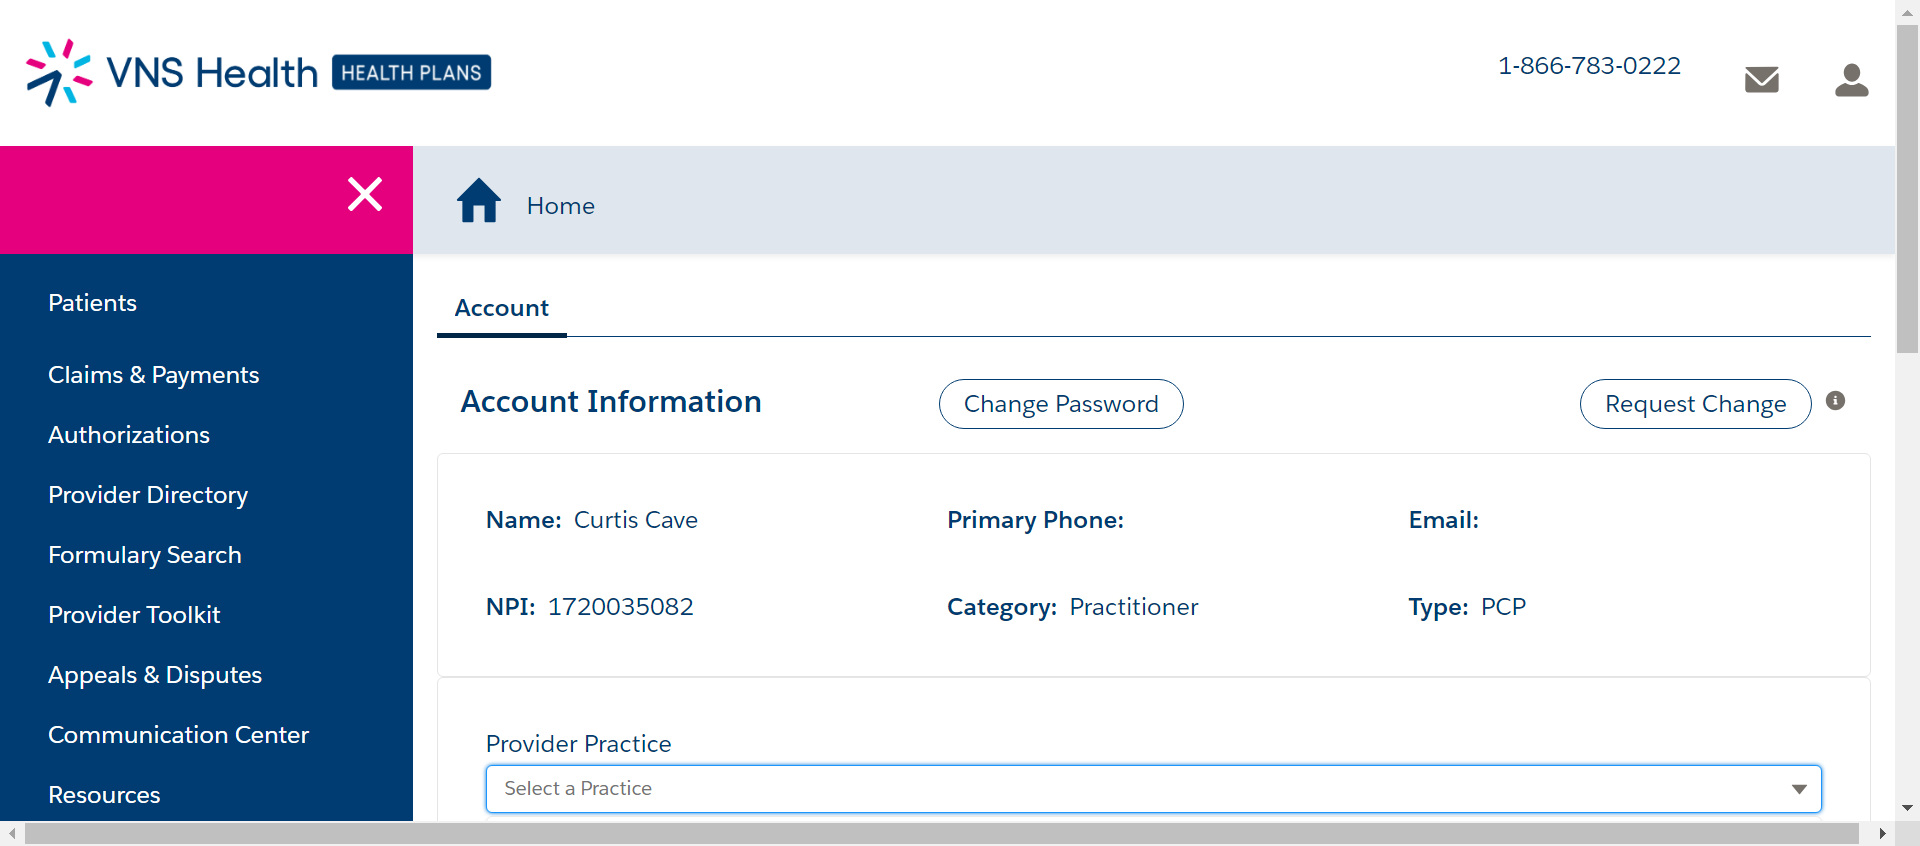 VNS Health HEALTH PLANS
1-866-783-0222
Home
Patients
Claims & Payments
Authorizations
Provider Directory
Formulary Search
Provider Toolkit
Appeals & Disputes
Communication Center
Resources
Account
Account Information
Change Password
Request Change
Name: Curtis Cave
Primary Phone:
Email:
NPI: 1720035082
Category: Practitioner
Type: PCP
Provider Practice
Select a Practice